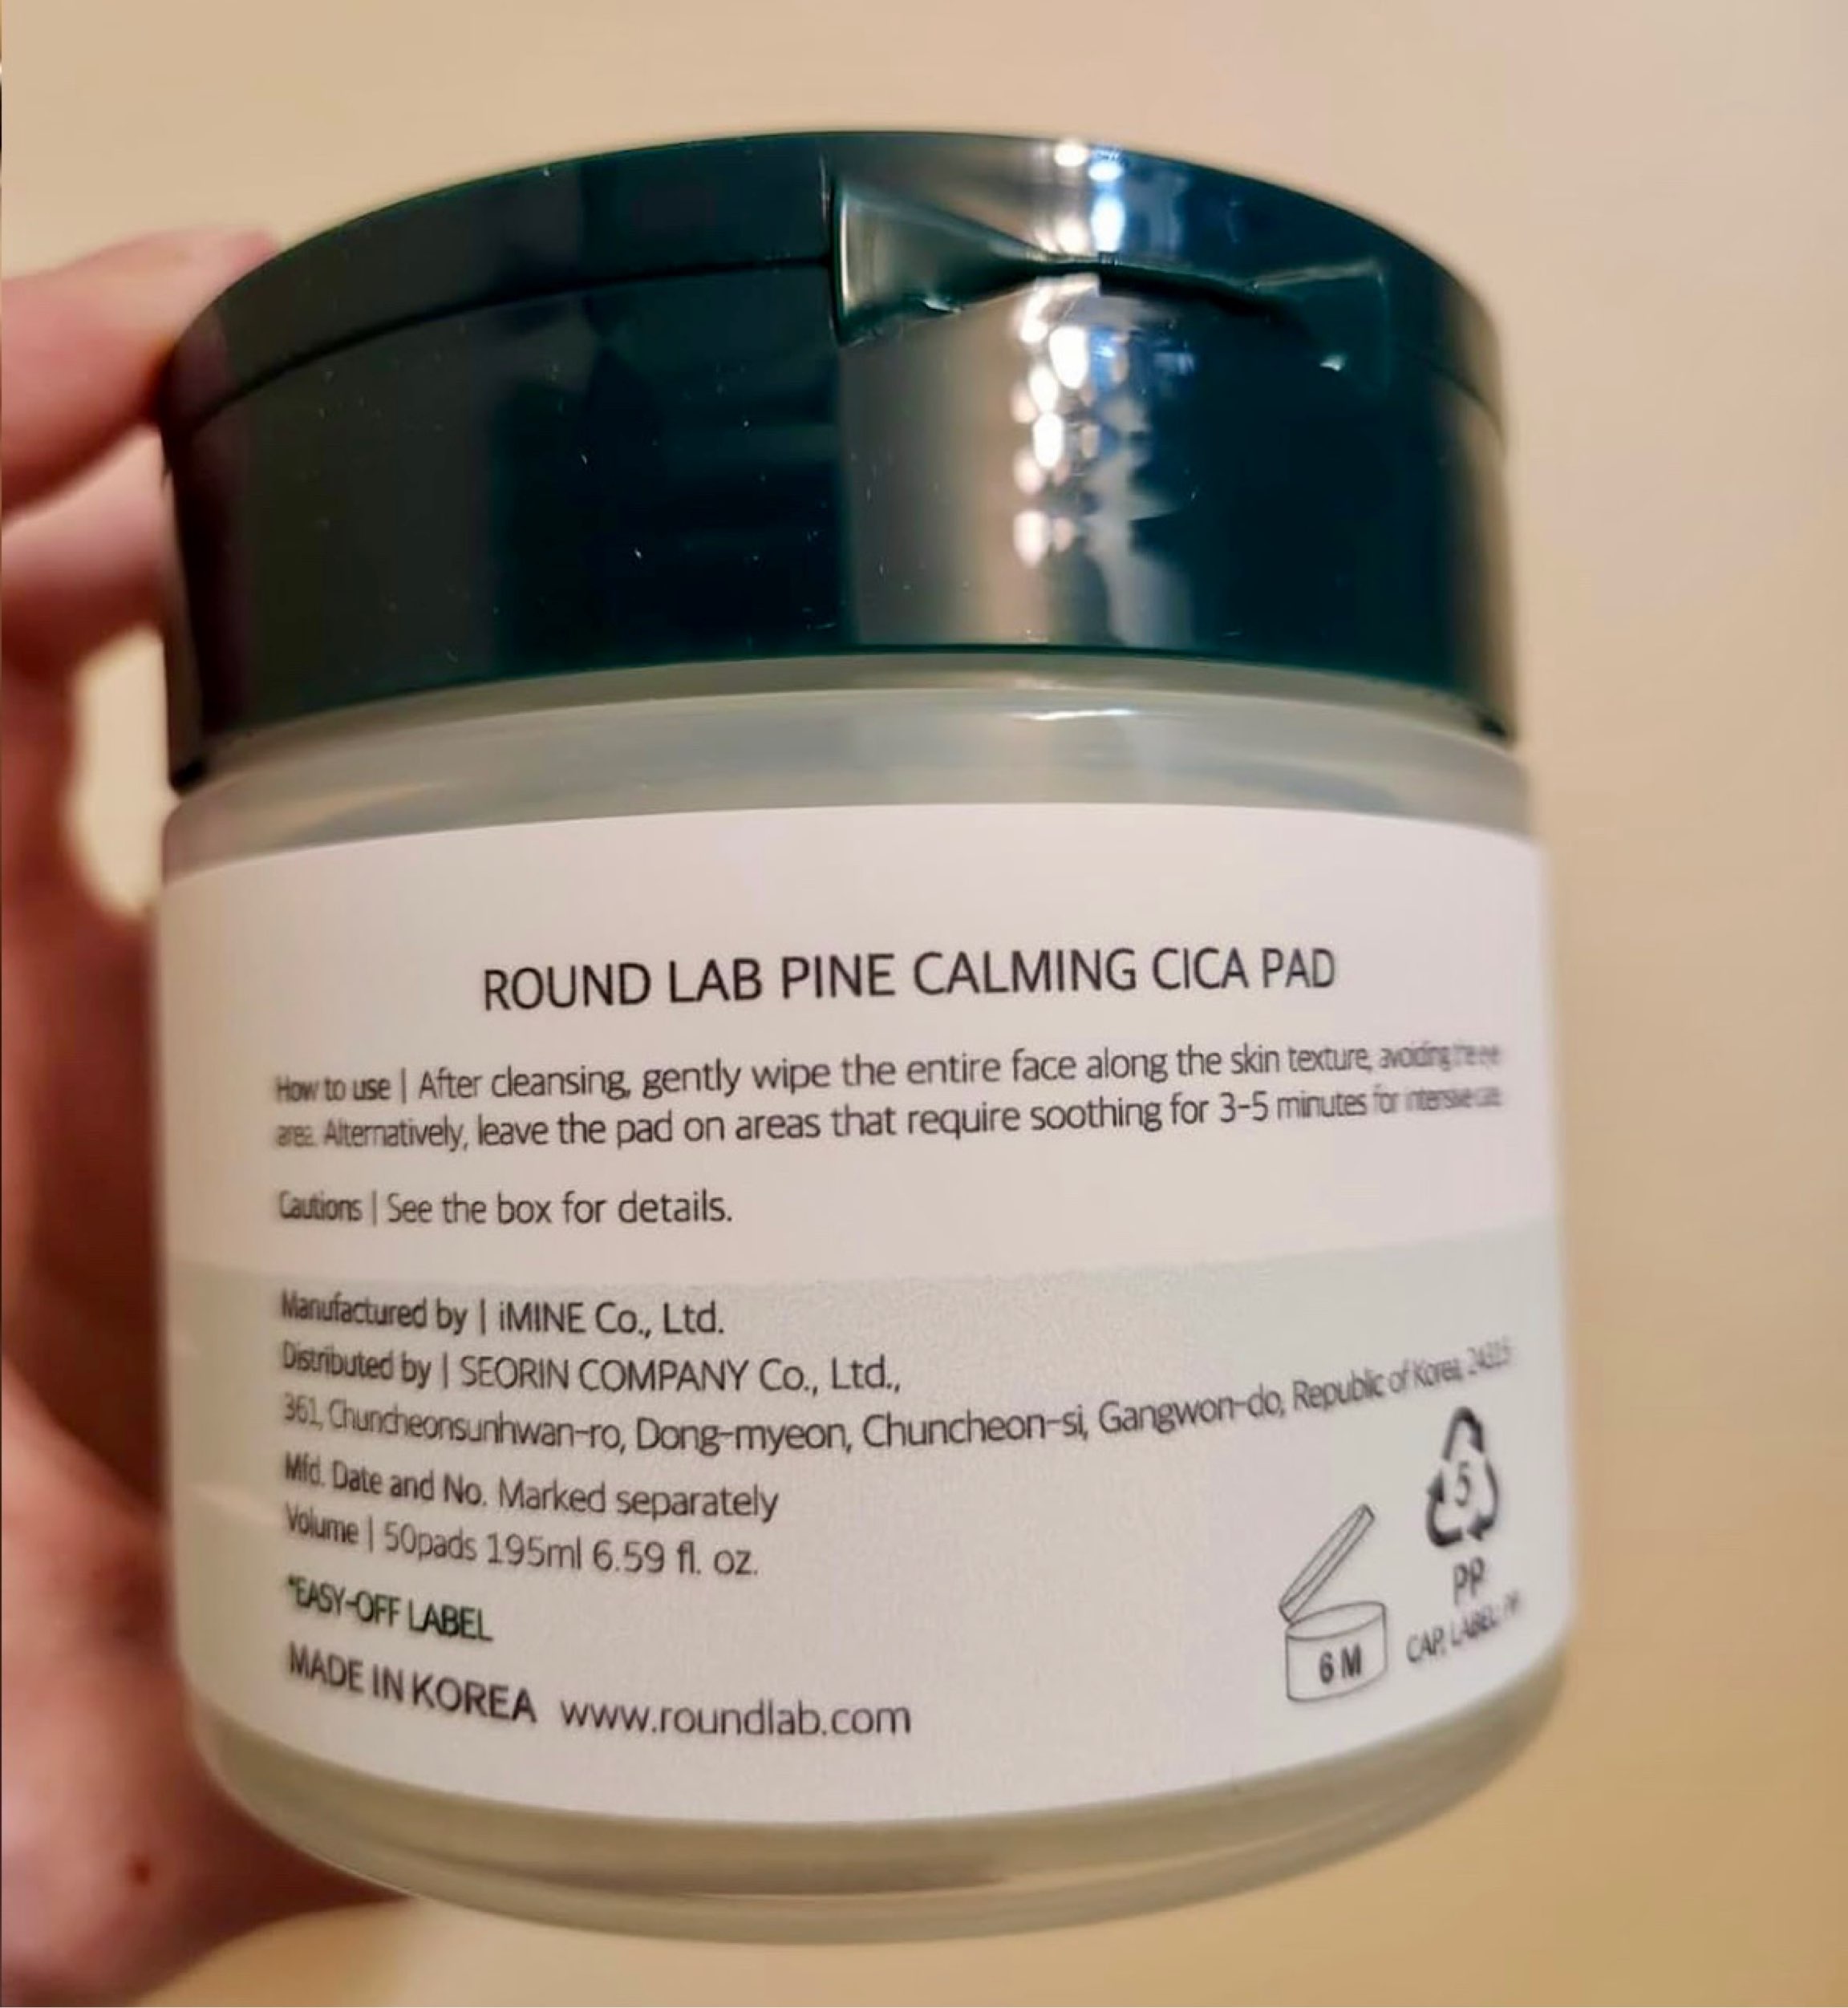 ROUND LAB PINE CALMING CICA PAD
How to use | After cleansing, gently wipe the entire face along the skin texture, avoiding the eye
area. Alternatively, leave the pad on areas that require soothing for 3-5 minutes for intensive care.
Cautions | See the box for details.
Manufactured by | iMINE Co., Ltd.
Distributed by | SEORIN COMPANY Co., Ltd.,
361, Chuncheonsunhwan-ro, Dong-myeon, Chuncheon-si, Gangwon-do, Republic of Korea,
Mfd. Date and No. Marked separately
Volume | 50pads 195ml 6.59 fl. oz.
*EASY-OFF LABEL
MADE IN KOREA www.roundlab.com
6 M
5
PP
CAP, LABEL: